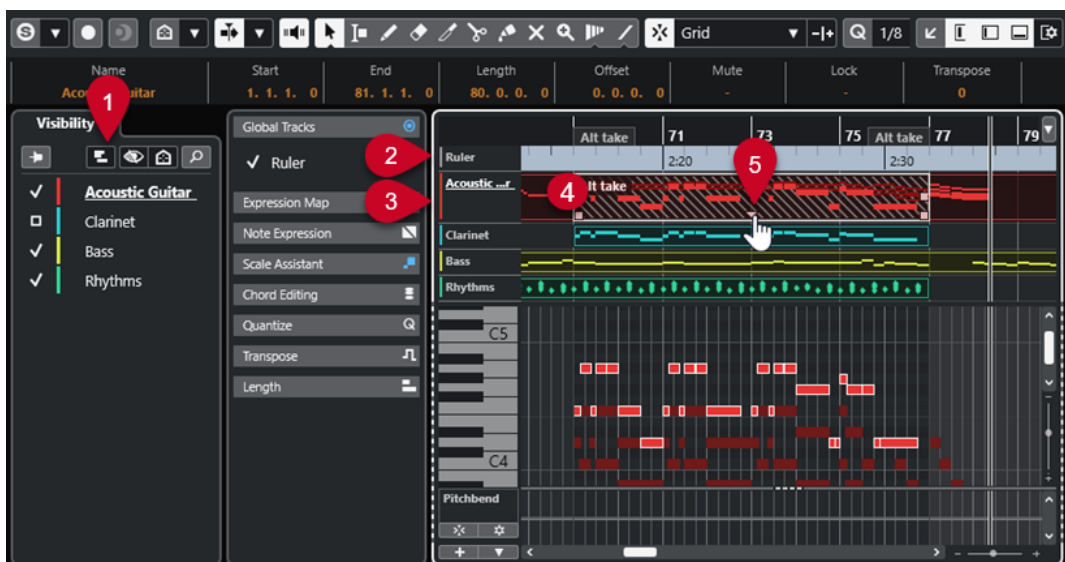 S Grid Q 1/8
Name Start End Length Offset Mute Lock Transpose
1. 1. 1. 0 81. 1. 1. 0 80. 0. 0. 0 0. 0. 0. 0 - - 0
1
Visibility
Acoustic Guitar
Clarinet
Bass
Rhythms
Global Tracks
Ruler
Expression Map
Note Expression
Scale Assistant
Chord Editing
Quantize Q
Transpose
Length
2
3
4
5
Alt take 71 73 75 Alt take 77 79
Ruler 2:20 2:30
Acoustic ...r lt take
Clarinet
Bass
Rhythms
C5
C4
Pitchbend